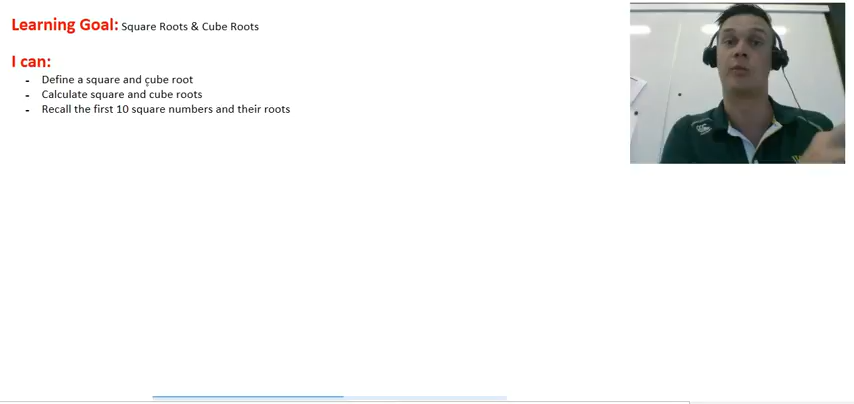 Learning Goal: Square Roots & Cube Roots
I can:
- Define a square and cube root
- Calculate square and cube roots
- Recall the first 10 square numbers and their roots